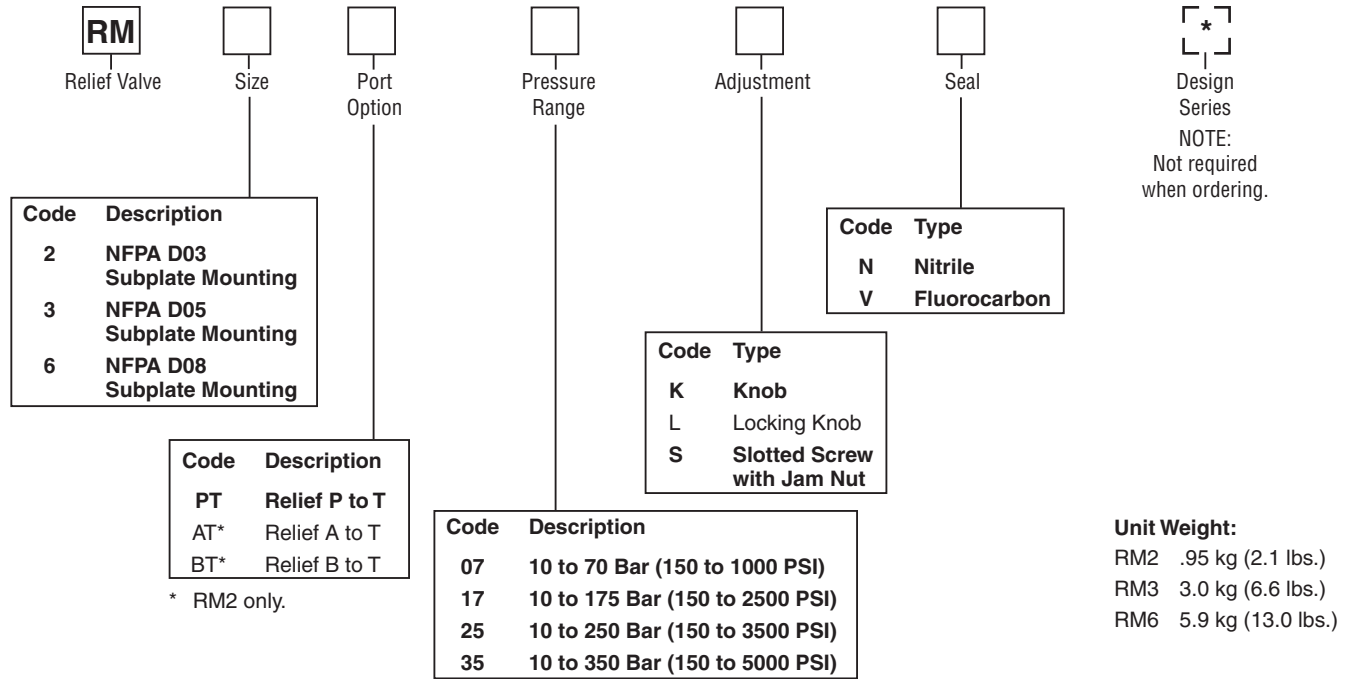 RM
*
Relief Valve
Size
Port
Option
Pressure
Range
Adjustment
Seal
Design
Series
NOTE:
Not required
when ordering.
Code Description
2 NFPA D03
Subplate Mounting
3 NFPA D05
Subplate Mounting
6 NFPA D08
Subplate Mounting
Code Type
N Nitrile
V Fluorocarbon
Code Type
K Knob
L Locking Knob
S Slotted Screw
with Jam Nut
Code Description
PT Relief P to T
AT* Relief A to T
BT* Relief B to T
* RM2 only.
Code Description
07 10 to 70 Bar (150 to 1000 PSI)
17 10 to 175 Bar (150 to 2500 PSI)
25 10 to 250 Bar (150 to 3500 PSI)
35 10 to 350 Bar (150 to 5000 PSI)
Unit Weight:
RM2 .95 kg (2.1 lbs.)
RM3 3.0 kg (6.6 lbs.)
RM6 5.9 kg (13.0 lbs.)